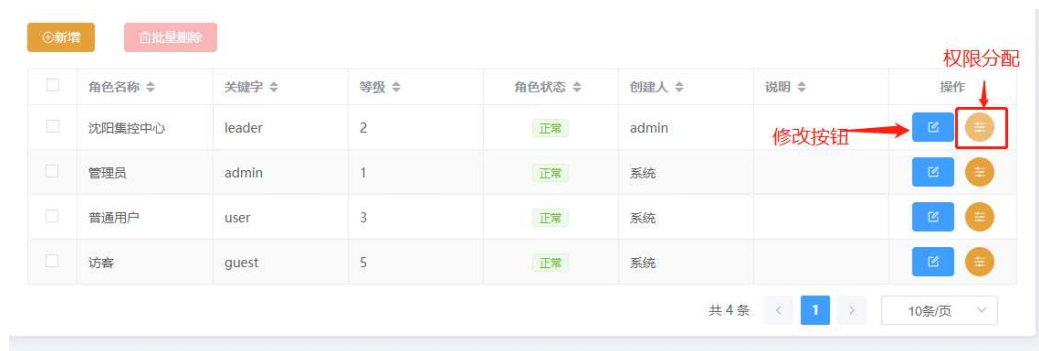 新增 批量删除
权限分配
角色名称 关键字 等级 角色状态 创建人 说明 操作
沈阳集控中心 leader 2 正常 admin
修改按钮
管理员 admin 1 正常 系统
普通用户 user 3 正常 系统
访客 guest 5 正常 系统
共 4 条 < 1 > 10条/页